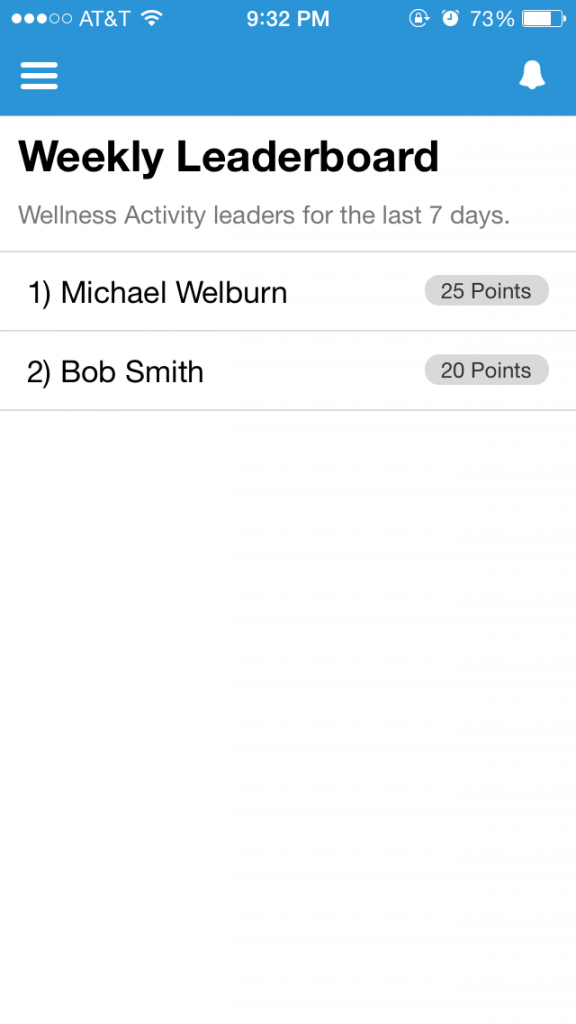 AT&T 9:32 PM 73%
Weekly Leaderboard
Wellness Activity leaders for the last 7 days.
1) Michael Welburn 25 Points
2) Bob Smith 20 Points